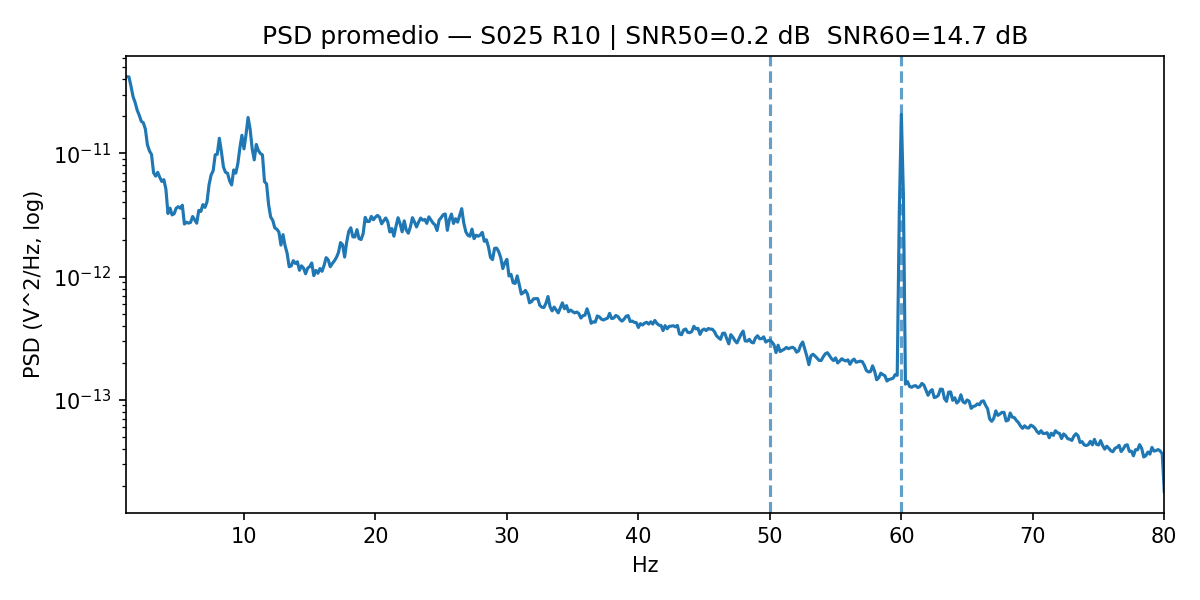 PSD promedio — S025 R10 | SNR50=0.2 dB  SNR60=14.7 dB
PSD (V^2/Hz, log)
10⁻¹¹
10⁻¹²
10⁻¹³
10 20 30 40 50 60 70 80
Hz